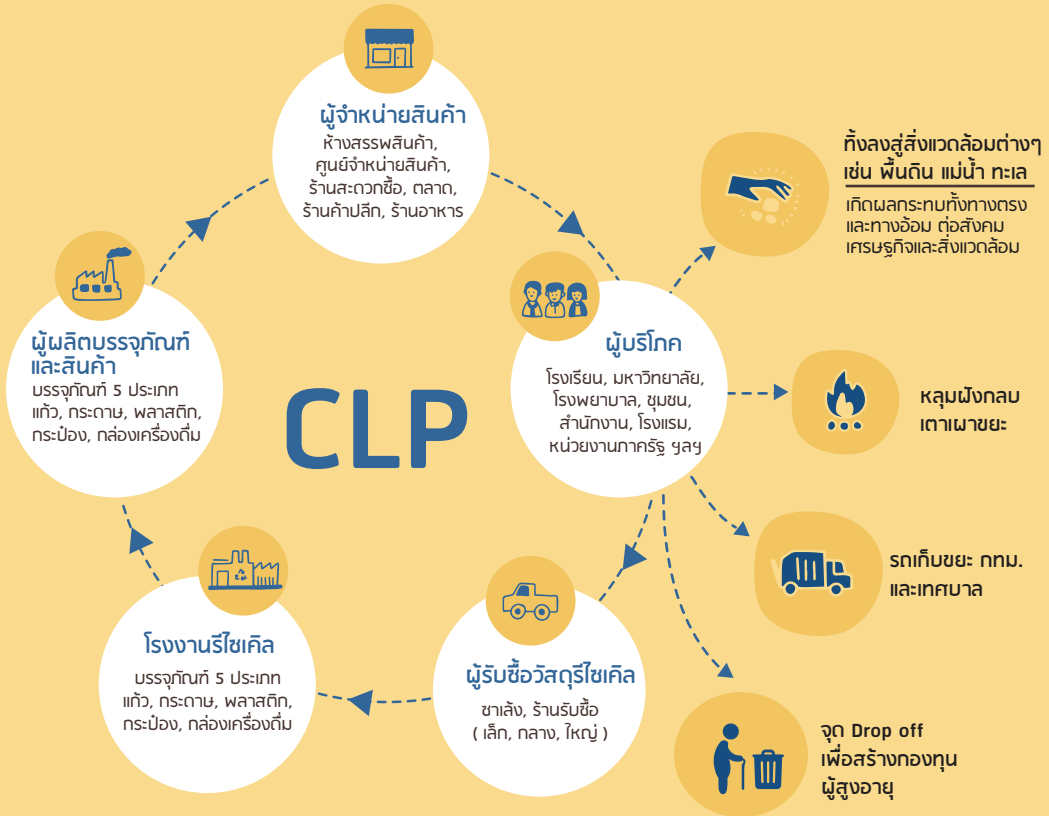 ผู้จำหน่ายสินค้า
ห้างสรรพสินค้า,
ศูนย์จำหน่ายสินค้า,
ร้านสะดวกซื้อ, ตลาด,
ร้านค้าปลีก, ร้านอาหาร
ทิ้งลงสู่สิ่งแวดล้อมต่างๆ
เช่น พื้นดิน แม่น้ำ ทะเล
เกิดผลกระทบทั้งทางตรง
และทางอ้อม ต่อสังคม
เศรษฐกิจและสิ่งแวดล้อม
ผู้ผลิตบรรจุภัณฑ์
และสินค้า
บรรจุภัณฑ์ 5 ประเภท
แก้ว, กระดาษ, พลาสติก,
กระป๋อง, กล่องเครื่องดื่ม
CLP
ผู้บริโภค
โรงเรียน, มหาวิทยาลัย,
โรงพยาบาล, ชุมชน,
สำนักงาน, โรงแรม,
หน่วยงานภาครัฐ ฯลฯ
หลุมฝังกลบ
เตาเผาขยะ
รถเก็บขยะ กทม.
และเทศบาล
โรงงานรีไซเคิล
บรรจุภัณฑ์ 5 ประเภท
แก้ว, กระดาษ, พลาสติก,
กระป๋อง, กล่องเครื่องดื่ม
ผู้รับซื้อวัสดุรีไซเคิล
ซาเล้ง, ร้านรับซื้อ
( เล็ก, กลาง, ใหญ่ )
จุด Drop off
เพื่อสร้างกองทุน
ผู้สูงอายุ